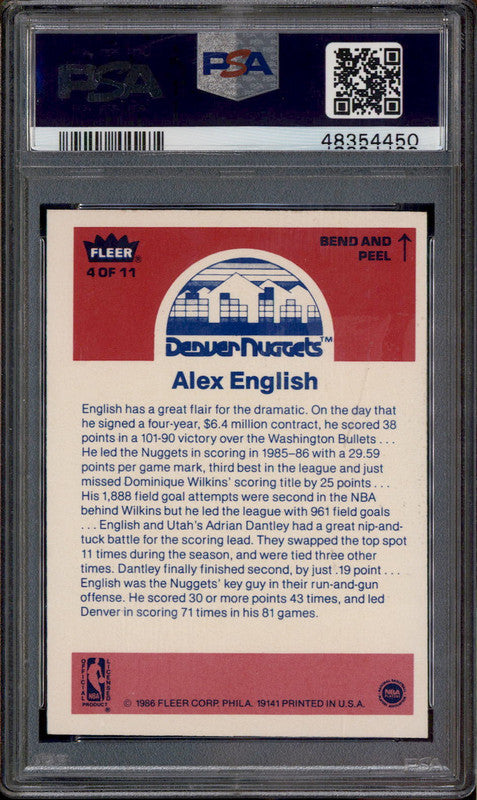 PSA
PSA
48354450
FLEER®
4 OF 11
BEND AND
PEEL
Denver Nuggets™
Alex English
English has a great flair for the dramatic. On the day that
he signed a four-year, $6.4 million contract, he scored 38
points in a 101-90 victory over the Washington Bullets . . .
He led the Nuggets in scoring in 1985–86 with a 29.59
points per game mark, third best in the league and just
missed Dominique Wilkins' scoring title by 25 points . . .
His 1,888 field goal attempts were second in the NBA
behind Wilkins but he led the league with 961 field goals
. . . English and Utah's Adrian Dantley had a great nip-and-
tuck battle for the scoring lead. They swapped the top spot
11 times during the season, and were tied three other
times. Dantley finally finished second, by just .19 point . . .
English was the Nuggets' key guy in their run-and-gun
offense. He scored 30 or more points 43 times, and led
Denver in scoring 71 times in his 81 games.
OFFICIAL LICENSED
NBA
PRODUCT
© 1986 FLEER CORP. PHILA. 19141 PRINTED IN U.S.A.
NBA
PLAYERS